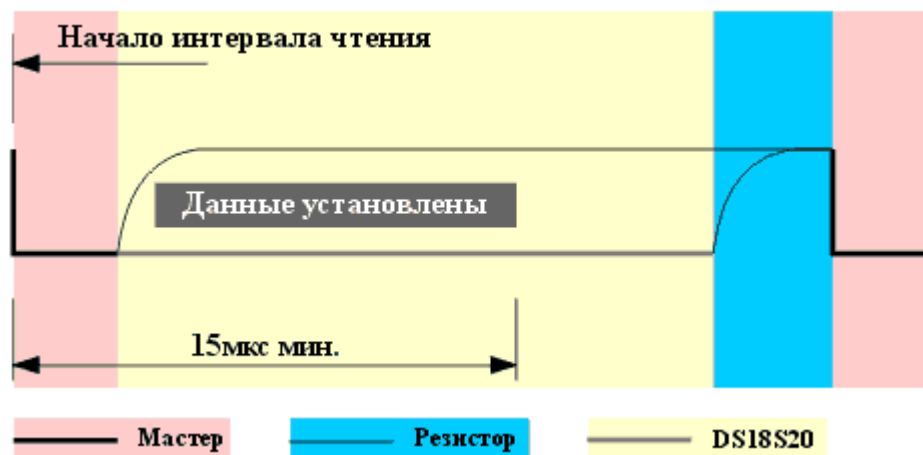 Начало интервала чтения
Данные установлены
15мкс мин.
Мастер
Резистор
DS18S20